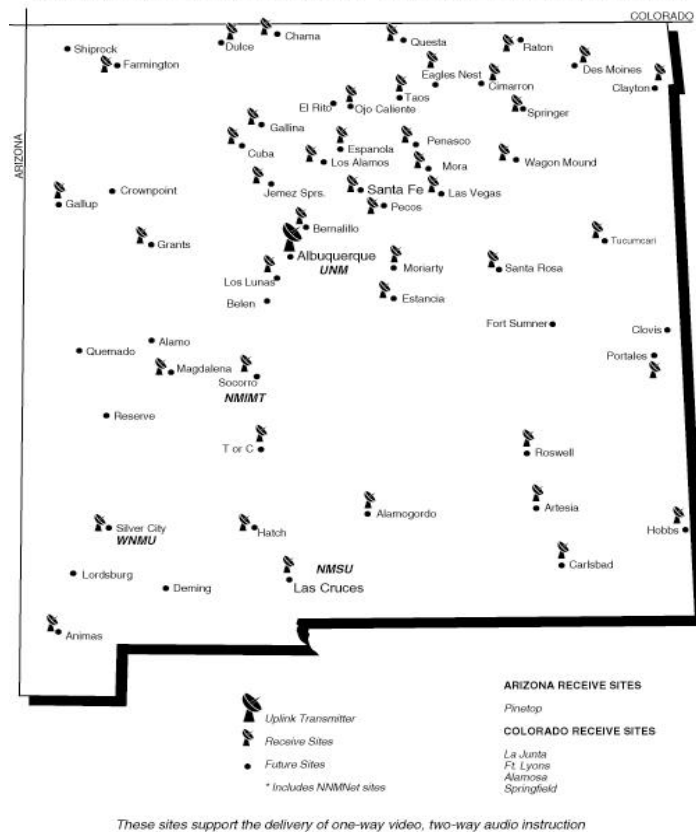 COLORADO
ARIZONA
Shiprock
Farmington
Dulce
Chama
Questa
Raton
Des Moines
Clayton
Eagles Nest
Cimarron
Taos
El Rito
Ojo Caliente
Springer
Gallina
Cuba
Espanola
Los Alamos
Penasco
Mora
Wagon Mound
Jemez Sprs.
Santa Fe
Las Vegas
Pecos
Crownpoint
Gallup
Grants
Bernalillo
Albuquerque
UNM
Los Lunas
Belen
Moriarty
Estancia
Santa Rosa
Tucumcari
Fort Sumner
Clovis
Portales
Alamo
Quemado
Magdalena
Socorro
NMIMT
Reserve
T or C
Roswell
Alamogordo
Artesia
Hobbs
Silver City
WNMU
Hatch
Carlsbad
NMSU
Las Cruces
Lordsburg
Deming
Animas
Uplink Transmitter
Receive Sites
Future Sites
* Includes NNMNet sites
ARIZONA RECEIVE SITES
Pinetop
COLORADO RECEIVE SITES
La Junta
Ft. Lyons
Alamosa
Springfield
These sites support the delivery of one-way video, two-way audio instruction